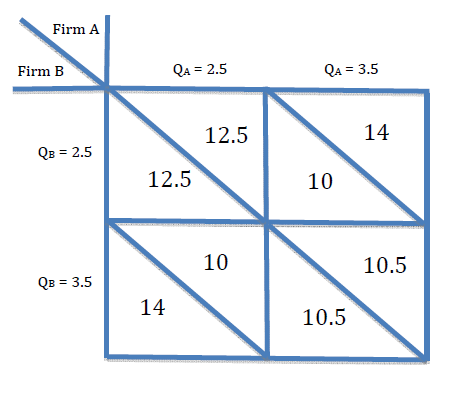 Firm A
Firm B
QA = 2.5
QA = 3.5
QB = 2.5
12.5
12.5
14
10
QB = 3.5
10
14
10.5
10.5